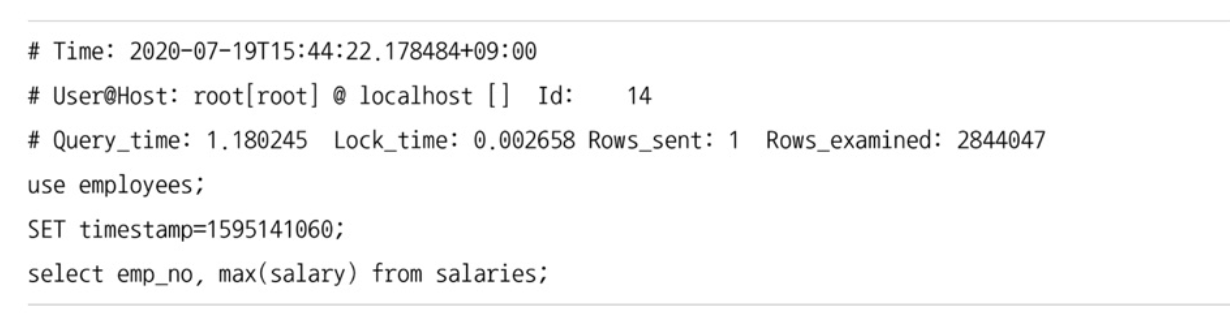 # Time: 2020-07-19T15:44:22.178484+09:00
# User@Host: root[root] @ localhost []  Id:    14
# Query_time: 1.180245  Lock_time: 0.002658 Rows_sent: 1  Rows_examined: 2844047
use employees;
SET timestamp=1595141060;
select emp_no, max(salary) from salaries;